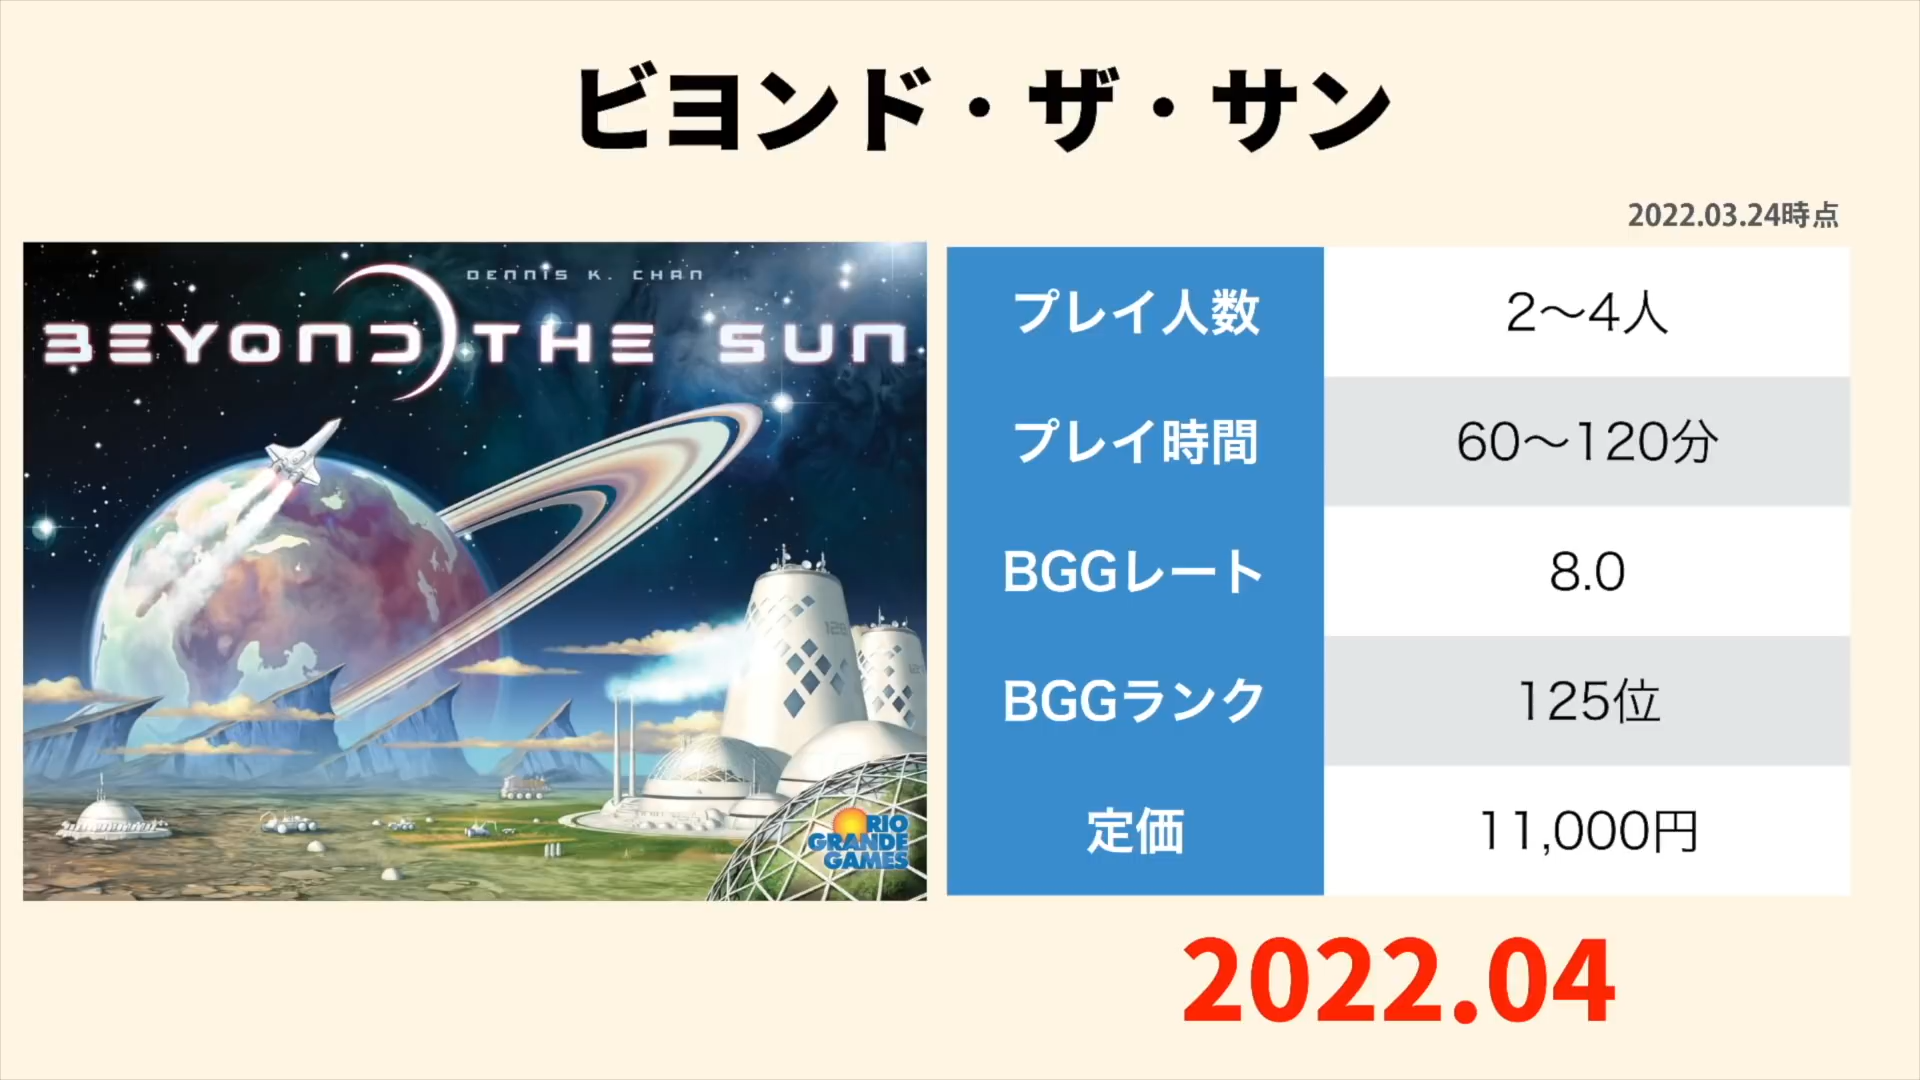 ビヨンド・ザ・サン
2022.03.24時点
DENNIS K. CHAN
BEYOND THE SUN
128
RIO
GRANDE
GAMES
プレイ人数 2〜4人
プレイ時間 60〜120分
BGGレート 8.0
BGGランク 125位
定価 11,000円
2022.04